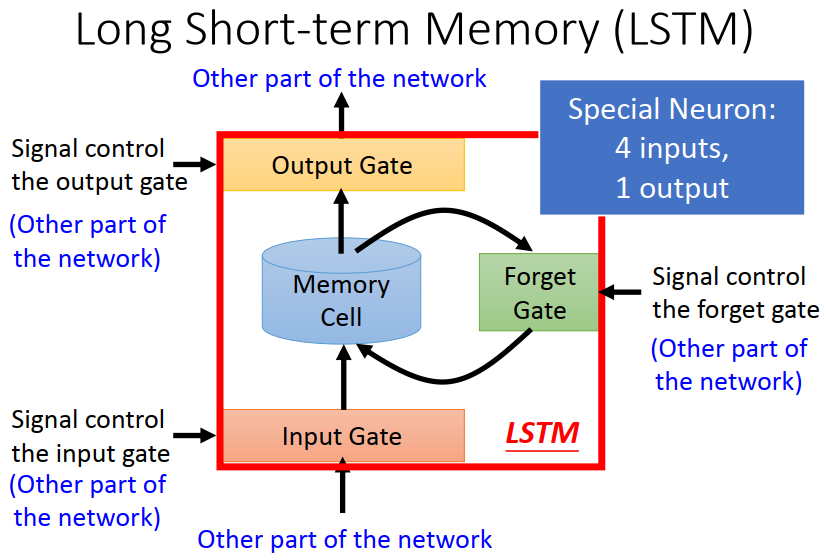 Long Short-term Memory (LSTM)
Other part of the network
Special Neuron:
4 inputs,
1 output
Signal control
the output gate
(Other part of
the network)
Output Gate
Memory
Cell
Forget
Gate
Signal control
the forget gate
(Other part of
the network)
Signal control
the input gate
(Other part of
the network)
Input Gate
LSTM
Other part of the network